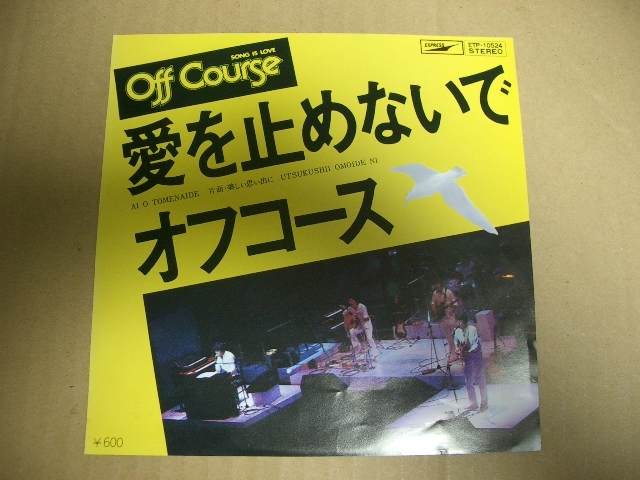 SONG IS LOVE
Off Course
EXPRESS
ETP-10524
STEREO
愛を止めないで
AI O TOMENAIDE 片面・美しい思い出に UTSUKUSHII OMOIDE NI
オフコース
￥600